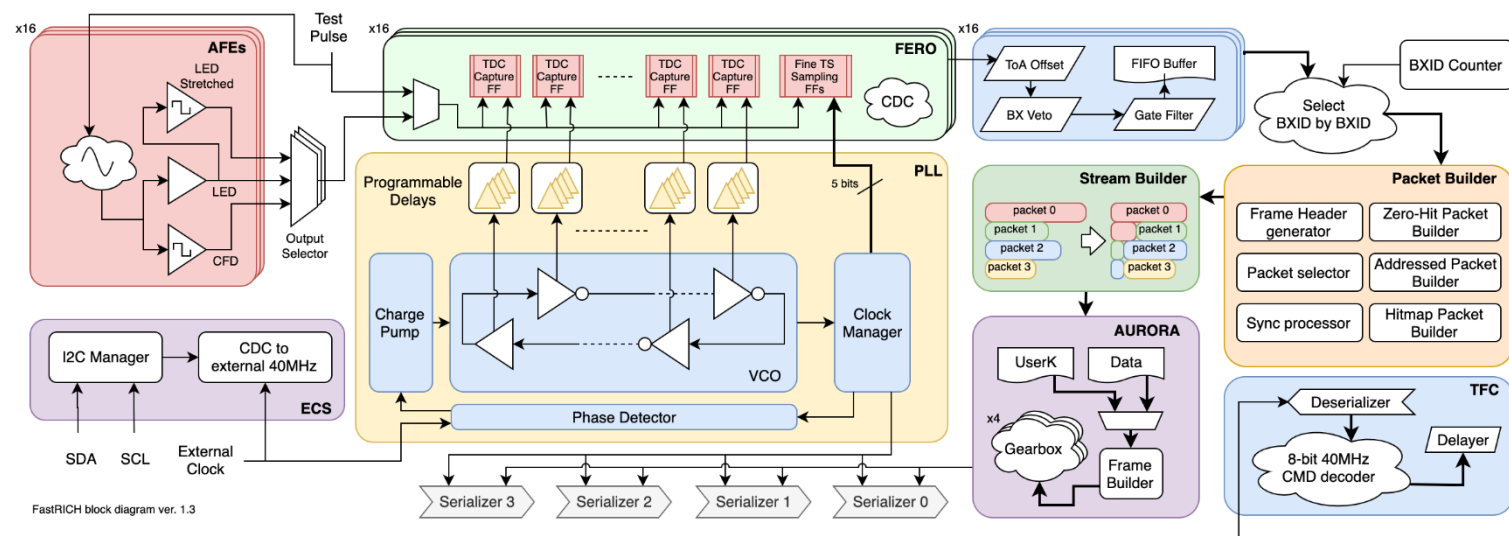 x16
AFEs
LED
Stretched
LED
CFD
Output
Selector
Test
Pulse
x16
FERO
TDC
Capture
FF
TDC
Capture
FF
TDC
Capture
FF
TDC
Capture
FF
Fine TS
Sampling
FFs
CDC
x16
ToA Offset
FIFO Buffer
BX Veto
Gate Filter
BXID Counter
Select
BXID by BXID
PLL
Programmable
Delays
5 bits
Charge
Pump
VCO
Clock
Manager
Phase Detector
Stream Builder
packet 0
packet 1
packet 2
packet 3
packet 0
packet 1
packet 2
packet 3
Packet Builder
Frame Header
generator
Zero-Hit Packet
Builder
Packet selector
Addressed Packet
Builder
Sync processor
Hitmap Packet
Builder
I2C Manager
CDC to
external 40MHz
ECS
SDA
SCL
External
Clock
AURORA
UserK
Data
x4
Gearbox
Frame
Builder
TFC
Deserializer
8-bit 40MHz
CMD decoder
Delayer
Serializer 3
Serializer 2
Serializer 1
Serializer 0
FastRICH block diagram ver. 1.3